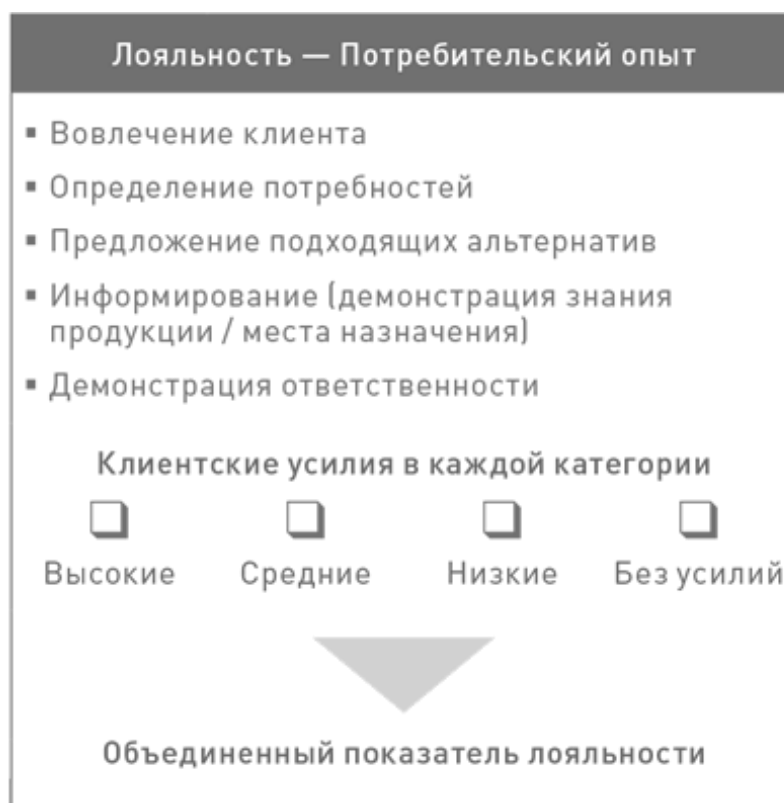 Лояльность — Потребительский опыт
▪ Вовлечение клиента
▪ Определение потребностей
▪ Предложение подходящих альтернатив
▪ Информирование (демонстрация знания
продукции / места назначения)
▪ Демонстрация ответственности
Клиентские усилия в каждой категории
❏ ❏ ❏ ❏
Высокие Средние Низкие Без усилий
Объединенный показатель лояльности